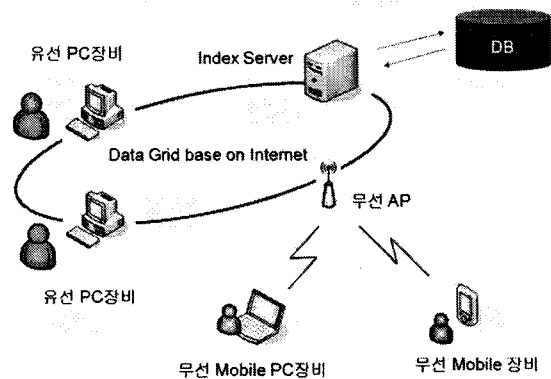 유선 PC장비
Index Server
DB
Data Grid base on Internet
무선 AP
유선 PC장비
무선 Mobile PC장비
무선 Mobile 장비